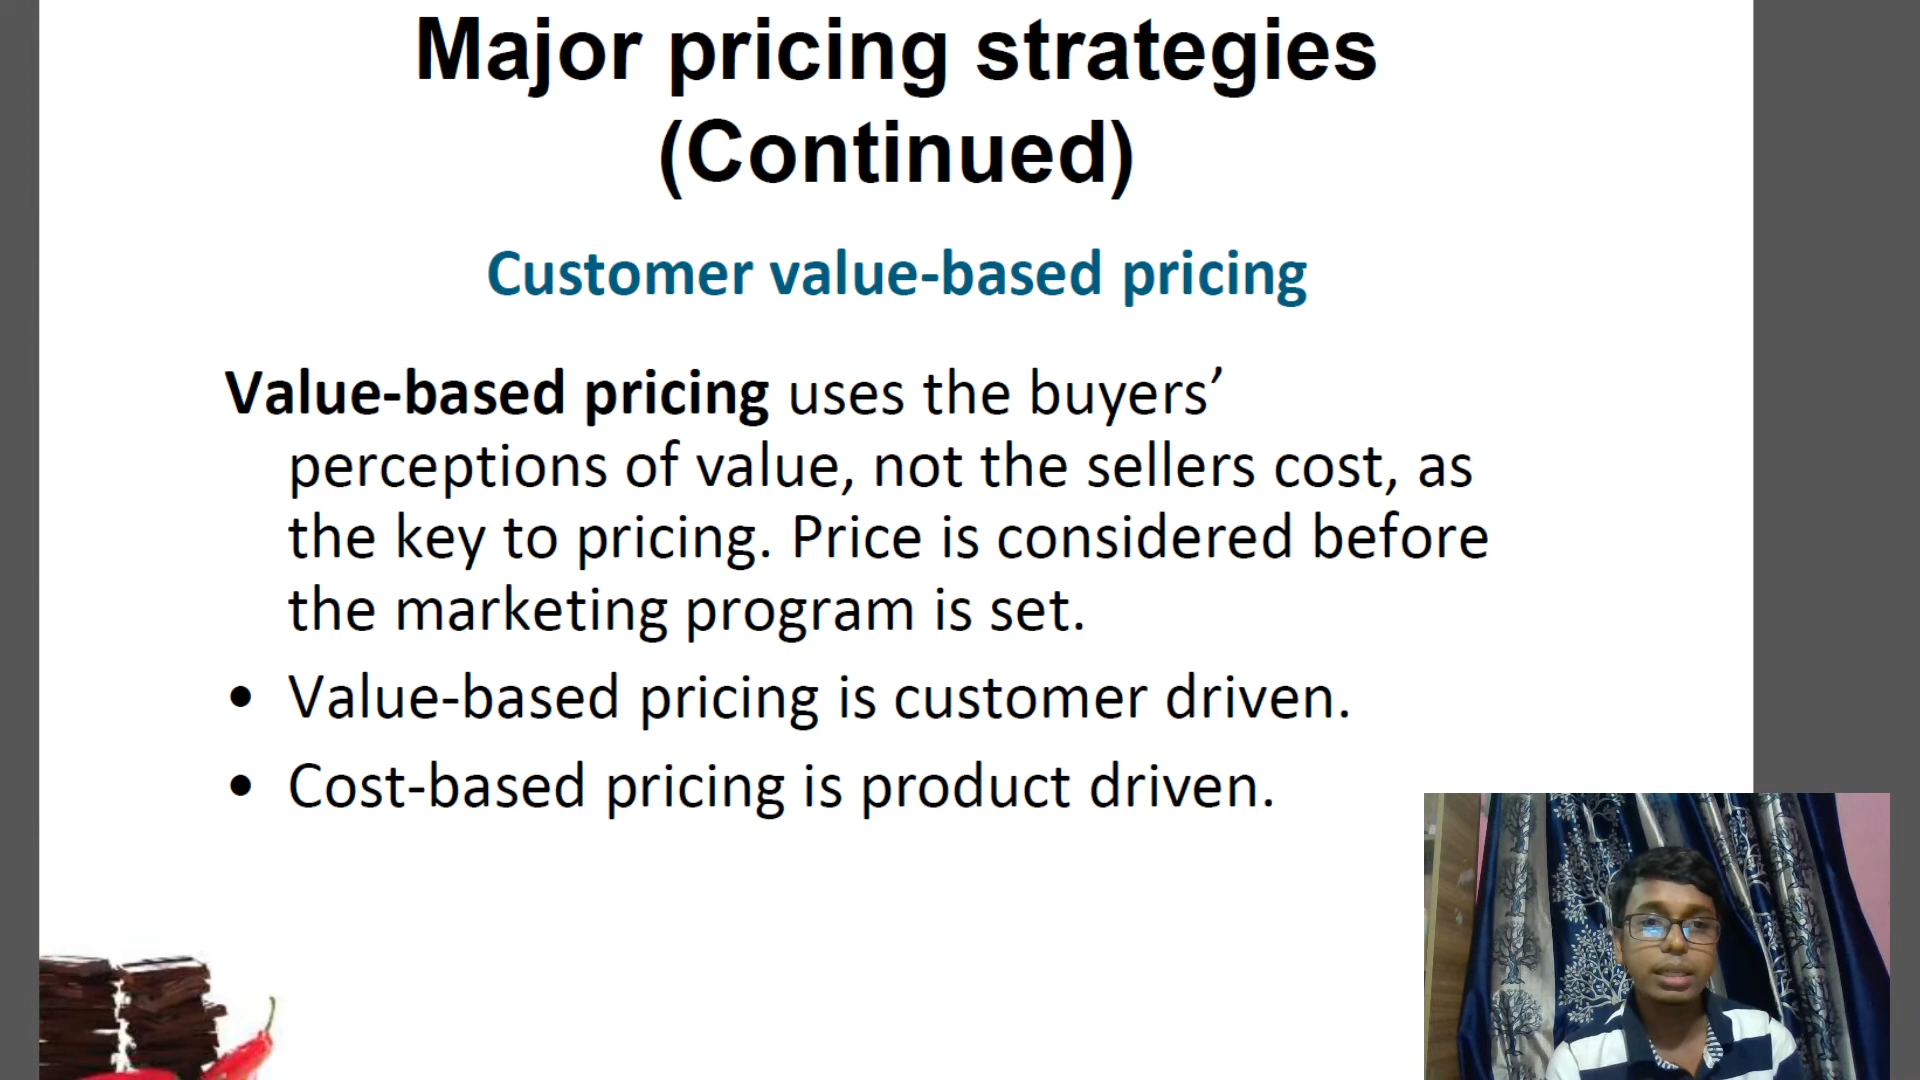 Major pricing strategies
(Continued)
Customer value-based pricing
Value-based pricing uses the buyers’
perceptions of value, not the sellers cost, as
the key to pricing. Price is considered before
the marketing program is set.
• Value-based pricing is customer driven.
• Cost-based pricing is product driven.